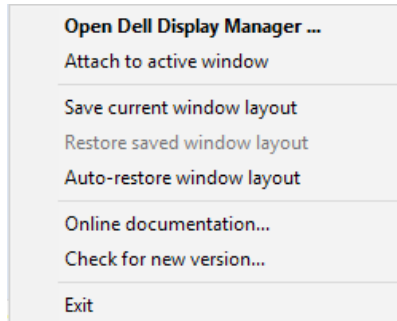 Open Dell Display Manager ...
Attach to active window
Save current window layout
Restore saved window layout
Auto-restore window layout
Online documentation...
Check for new version...
Exit